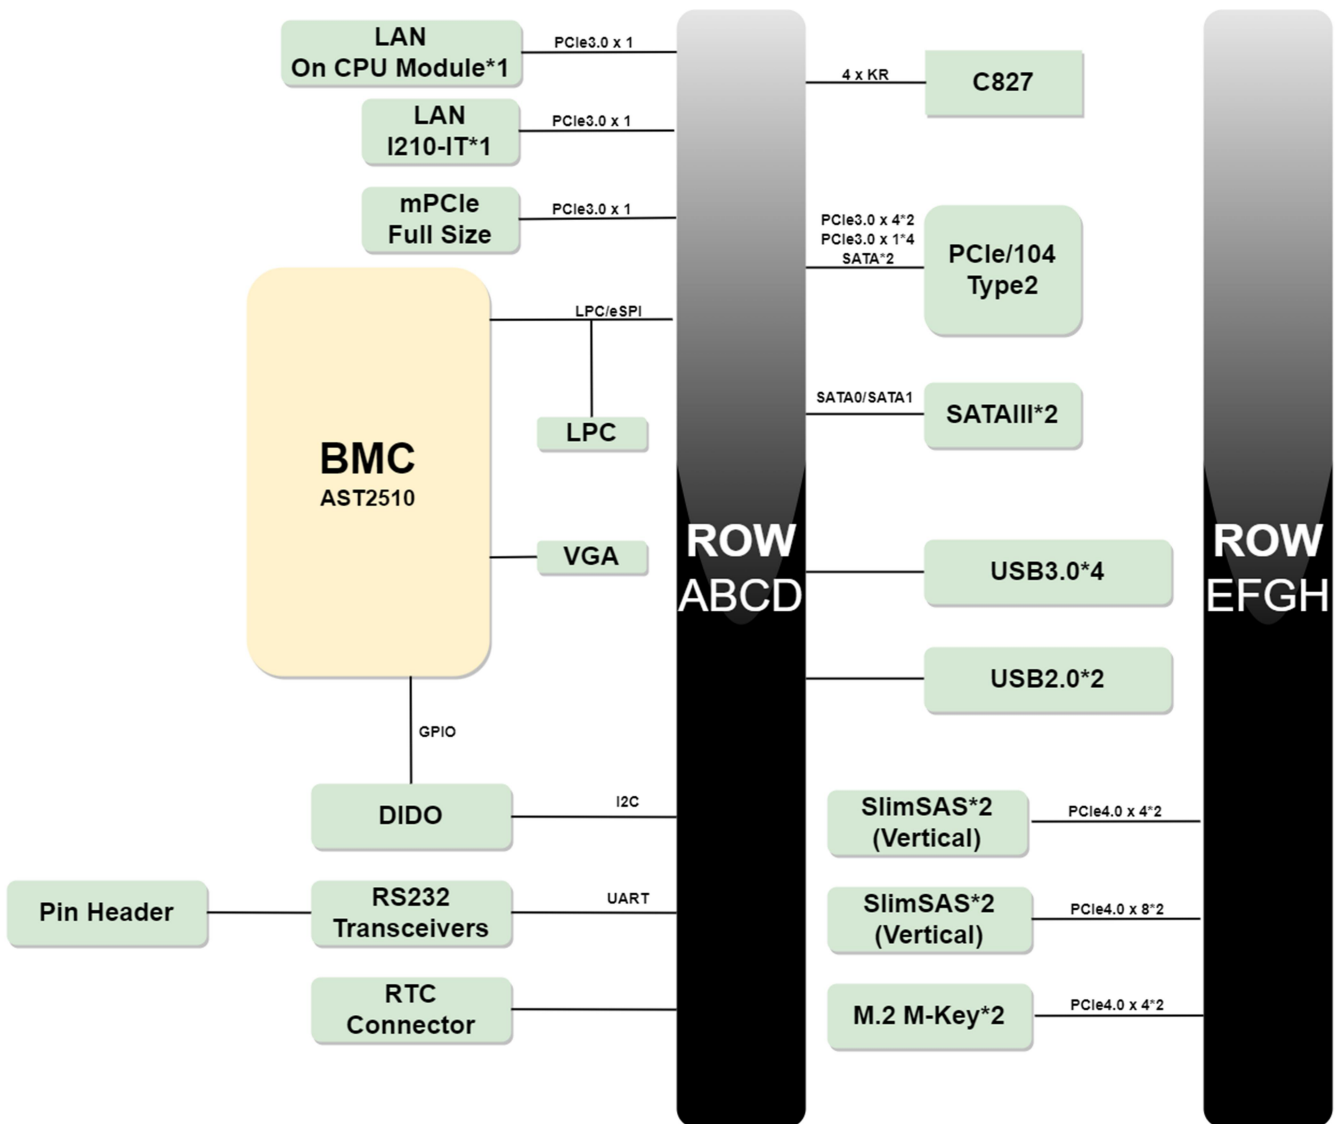 LAN
On CPU Module*1
PCIe3.0 x 1
LAN
I210-IT*1
PCIe3.0 x 1
mPCIe
Full Size
PCIe3.0 x 1
BMC
AST2510
LPC/eSPI
LPC
VGA
GPIO
DIDO
I2C
Pin Header
RS232
Transceivers
UART
RTC
Connector
ROW
ABCD
4 x KR
C827
PCIe3.0 x 4*2
PCIe3.0 x 1*4
SATA*2
PCIe/104
Type2
SATA0/SATA1
SATAIII*2
USB3.0*4
USB2.0*2
SlimSAS*2
(Vertical)
PCIe4.0 x 4*2
SlimSAS*2
(Vertical)
PCIe4.0 x 8*2
M.2 M-Key*2
PCIe4.0 x 4*2
ROW
EFGH